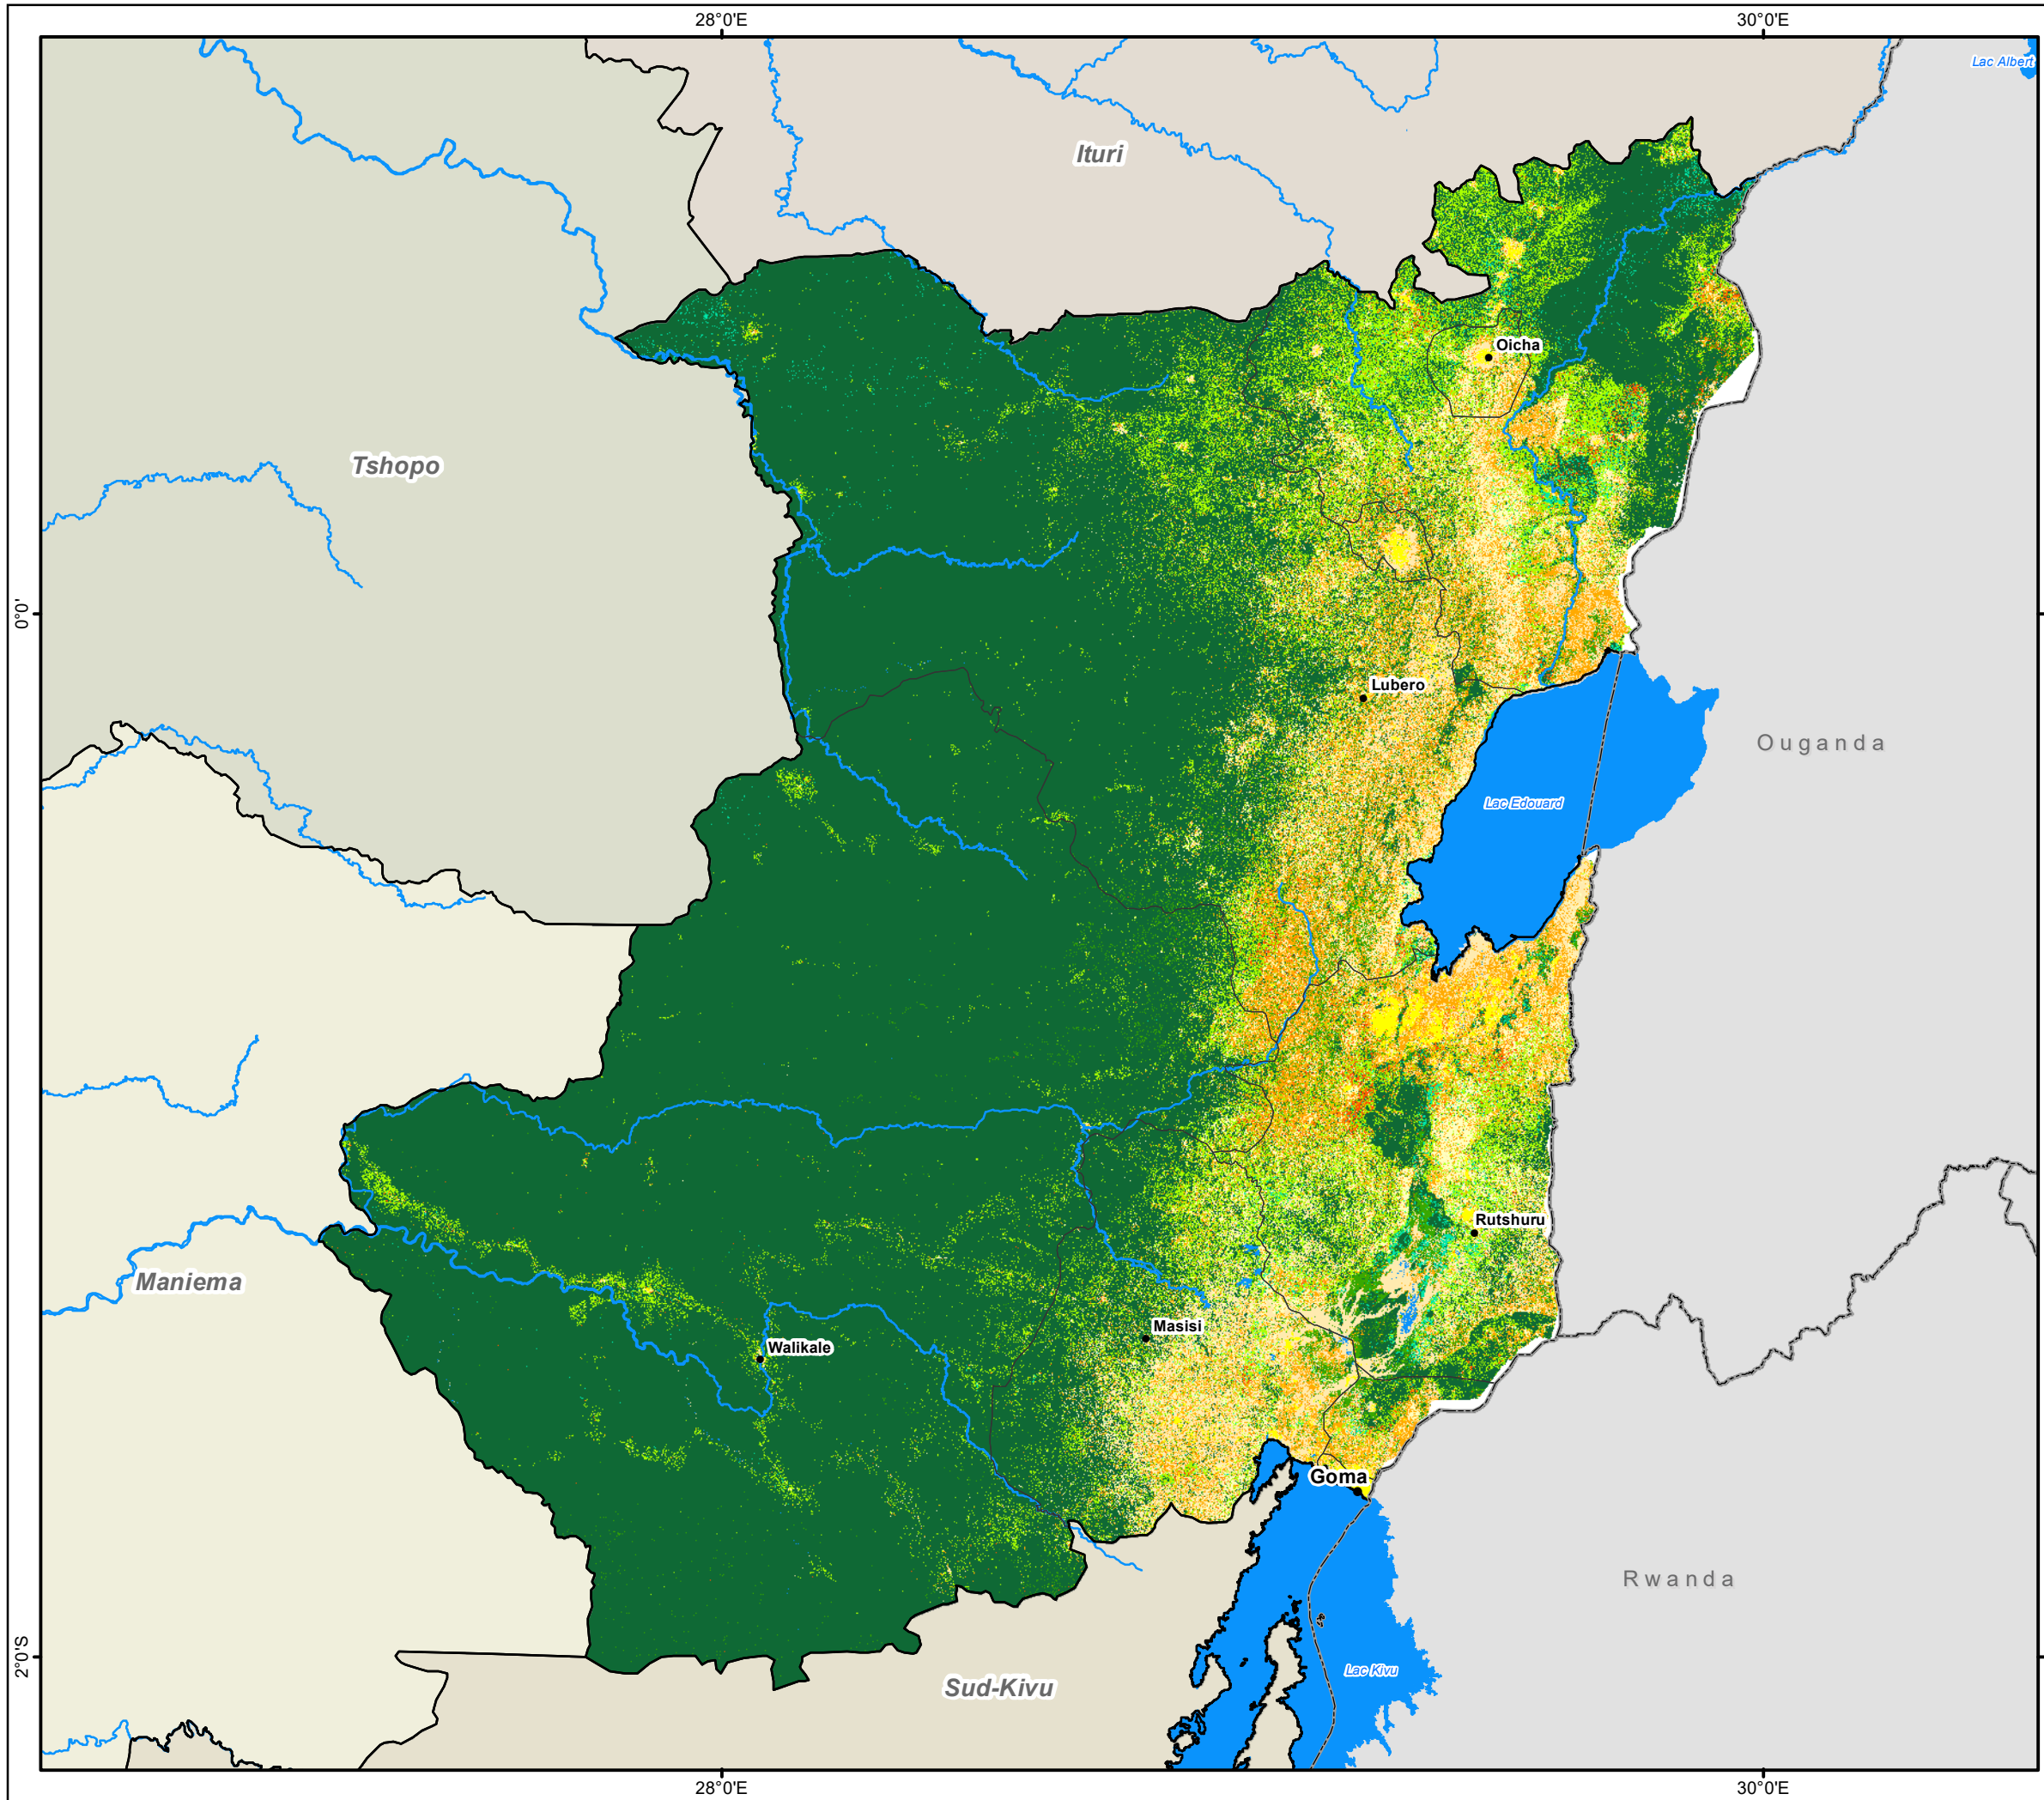 28°0'E
30°0'E
Lac Albert
Ituri
Oicha
Tshopo
0°0'
Lubero
Ouganda
Lac Edouard
Rutshuru
Maniema
Masisi
Walikale
Goma
Rwanda
2°0'S
Lac Kivu
Sud-Kivu
28°0'E
30°0'E